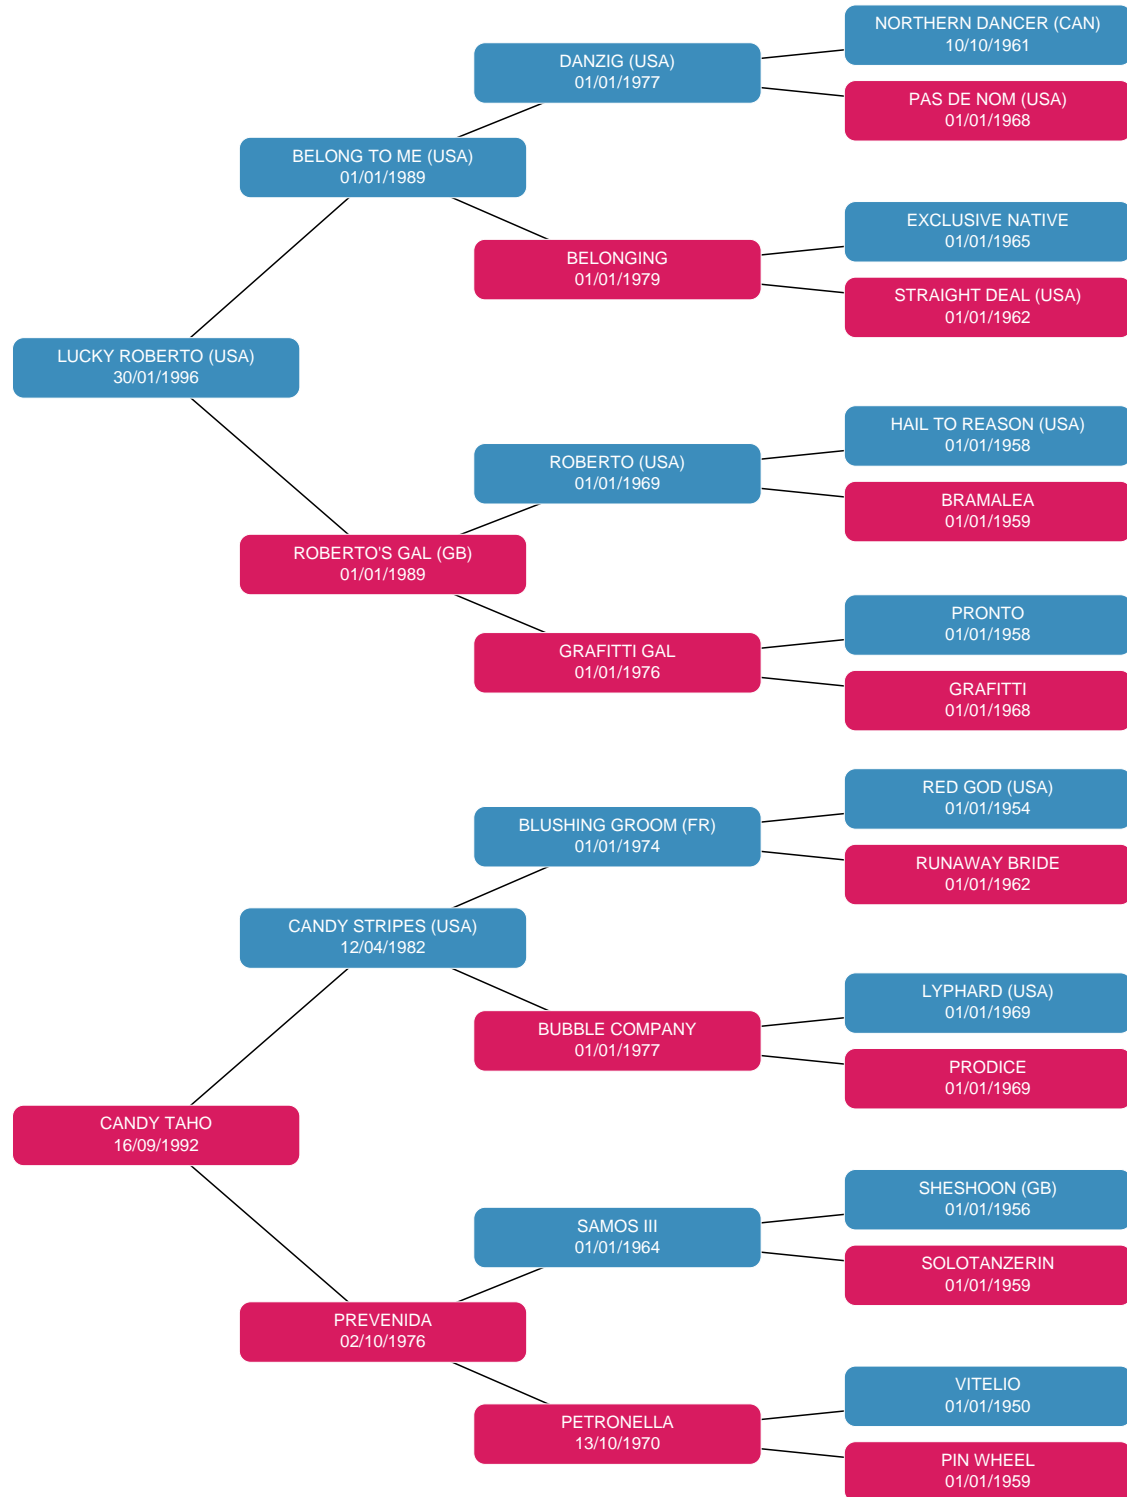 NORTHERN DANCER (CAN)
10/10/1961
DANZIG (USA)
01/01/1977
PAS DE NOM (USA)
01/01/1968
BELONG TO ME (USA)
01/01/1989
EXCLUSIVE NATIVE
01/01/1965
BELONGING
01/01/1979
STRAIGHT DEAL (USA)
01/01/1962
LUCKY ROBERTO (USA)
30/01/1996
HAIL TO REASON (USA)
01/01/1958
ROBERTO (USA)
01/01/1969
BRAMALEA
01/01/1959
ROBERTO'S GAL (GB)
01/01/1989
PRONTO
01/01/1958
GRAFITTI GAL
01/01/1976
GRAFITTI
01/01/1968
RED GOD (USA)
01/01/1954
BLUSHING GROOM (FR)
01/01/1974
RUNAWAY BRIDE
01/01/1962
CANDY STRIPES (USA)
12/04/1982
LYPHARD (USA)
01/01/1969
BUBBLE COMPANY
01/01/1977
PRODICE
01/01/1969
CANDY TAHO
16/09/1992
SHESHOON (GB)
01/01/1956
SAMOS III
01/01/1964
SOLOTANZERIN
01/01/1959
PREVENIDA
02/10/1976
VITELIO
01/01/1950
PETRONELLA
13/10/1970
PIN WHEEL
01/01/1959